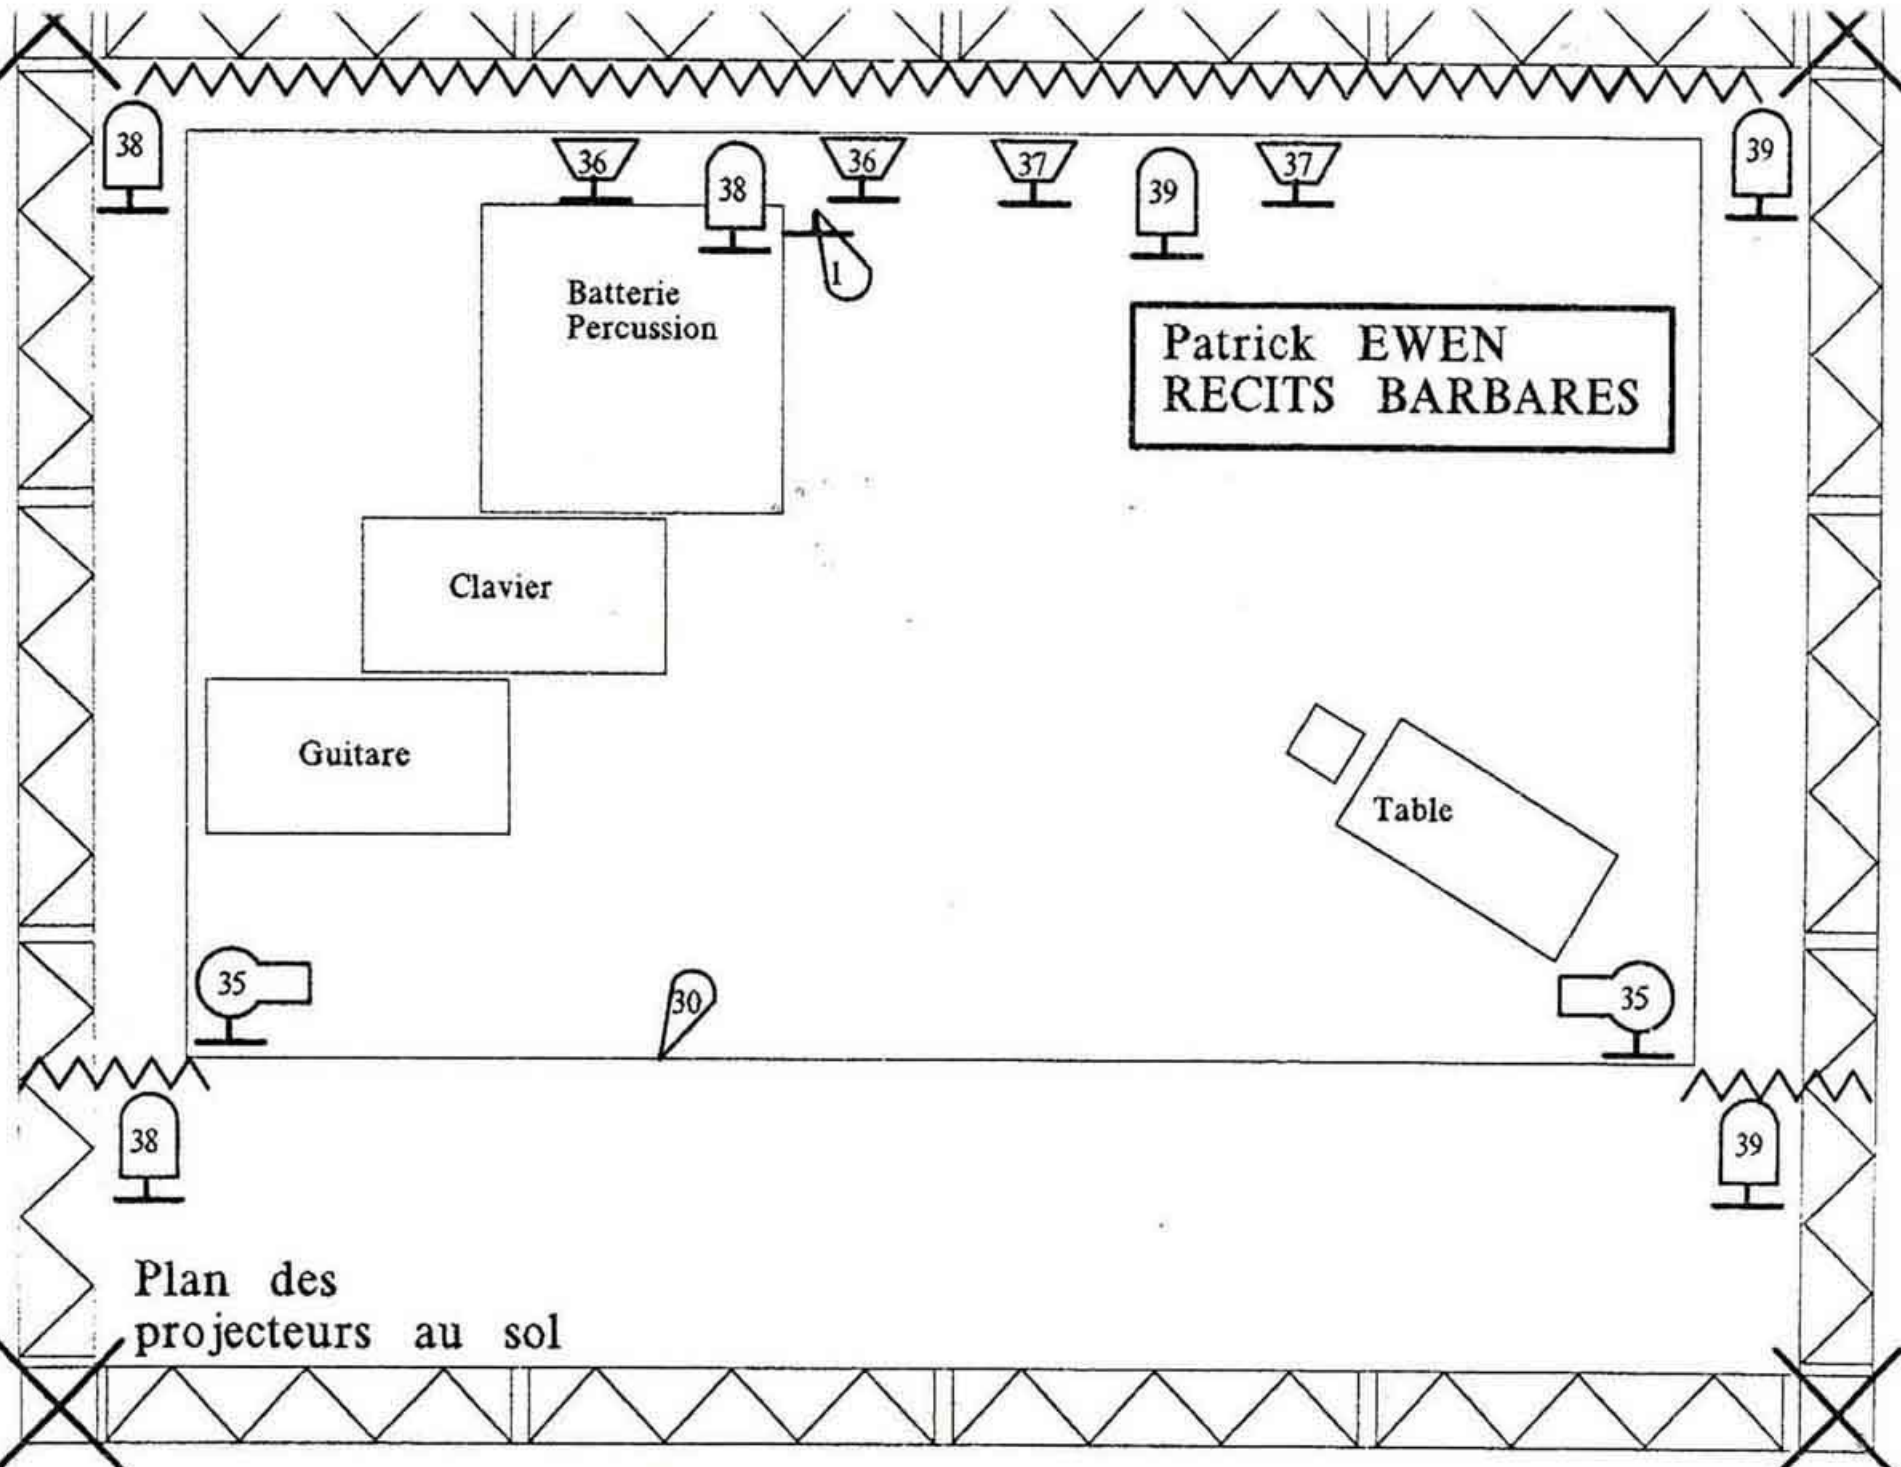 38
36
38
36
37
39
37
39
1
Batterie
Percussion
Patrick EWEN
RECITS BARBARES
Clavier
Guitare
Table
35
30
35
38
39
Plan des
projecteurs au sol